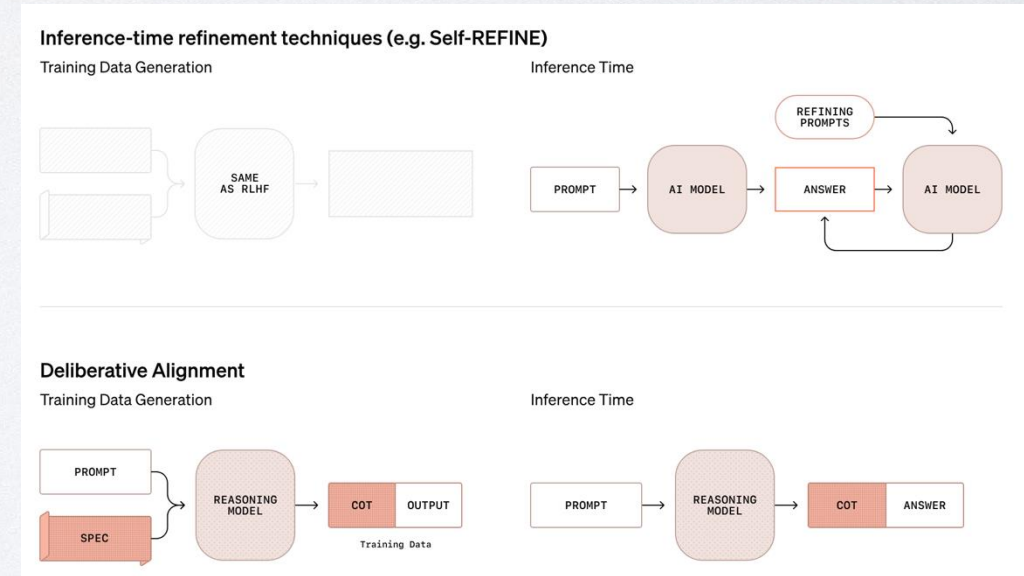 Inference-time refinement techniques (e.g. Self-REFINE)
Training Data Generation
Inference Time
SAME
AS RLHF
PROMPT
AI MODEL
REFINING
PROMPTS
ANSWER
AI MODEL
Deliberative Alignment
Training Data Generation
Inference Time
PROMPT
SPEC
REASONING
MODEL
COT
OUTPUT
Training Data
PROMPT
REASONING
MODEL
COT
ANSWER